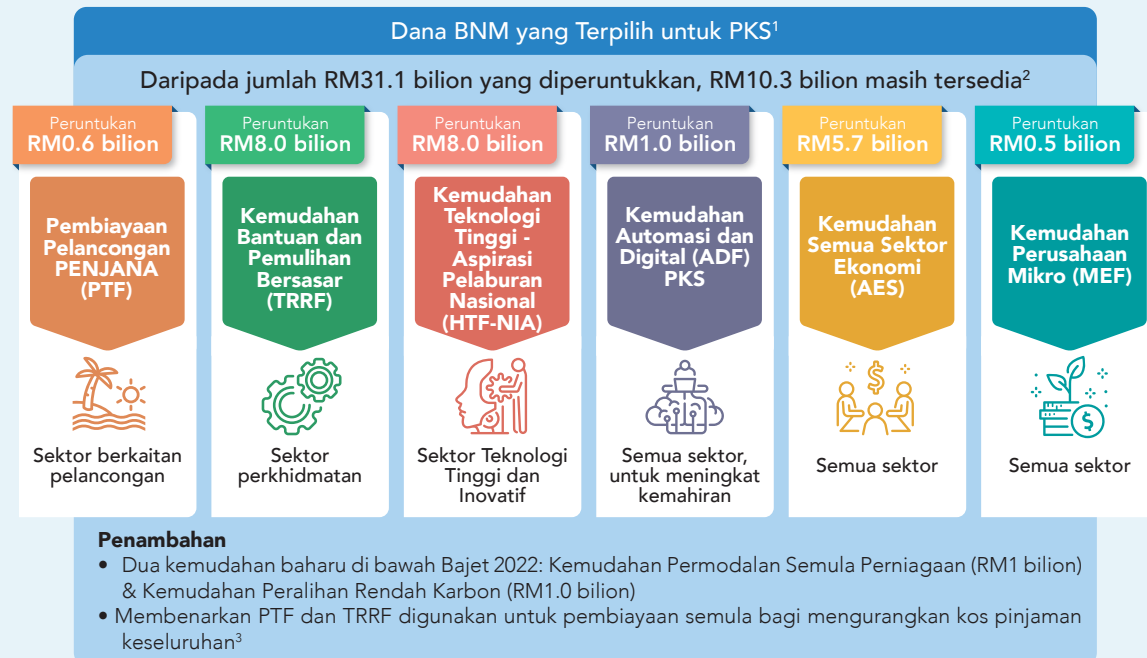 Dana BNM yang Terpilih untuk PKS¹
Daripada jumlah RM31.1 bilion yang diperuntukkan, RM10.3 bilion masih tersedia²
Peruntukan
RM0.6 bilion
Pembiayaan
Pelancongan
PENJANA
(PTF)
Sektor berkaitan
pelancongan
Peruntukan
RM8.0 bilion
Kemudahan
Bantuan dan
Pemulihan
Bersasar
(TRRF)
Sektor
perkhidmatan
Peruntukan
RM8.0 bilion
Kemudahan
Teknologi
Tinggi -
Aspirasi
Pelaburan
Nasional
(HTF-NIA)
Sektor Teknologi
Tinggi dan
Inovatif
Peruntukan
RM1.0 bilion
Kemudahan
Automasi dan
Digital (ADF)
PKS
Semua sektor,
untuk meningkat
kemahiran
Peruntukan
RM5.7 bilion
Kemudahan
Semua Sektor
Ekonomi
(AES)
Semua sektor
Peruntukan
RM0.5 bilion
Kemudahan
Perusahaan
Mikro (MEF)
Semua sektor
Penambahan
• Dua kemudahan baharu di bawah Bajet 2022: Kemudahan Permodalan Semula Perniagaan (RM1 bilion)
& Kemudahan Peralihan Rendah Karbon (RM1.0 bilion)
• Membenarkan PTF dan TRRF digunakan untuk pembiayaan semula bagi mengurangkan kos pinjaman
keseluruhan³